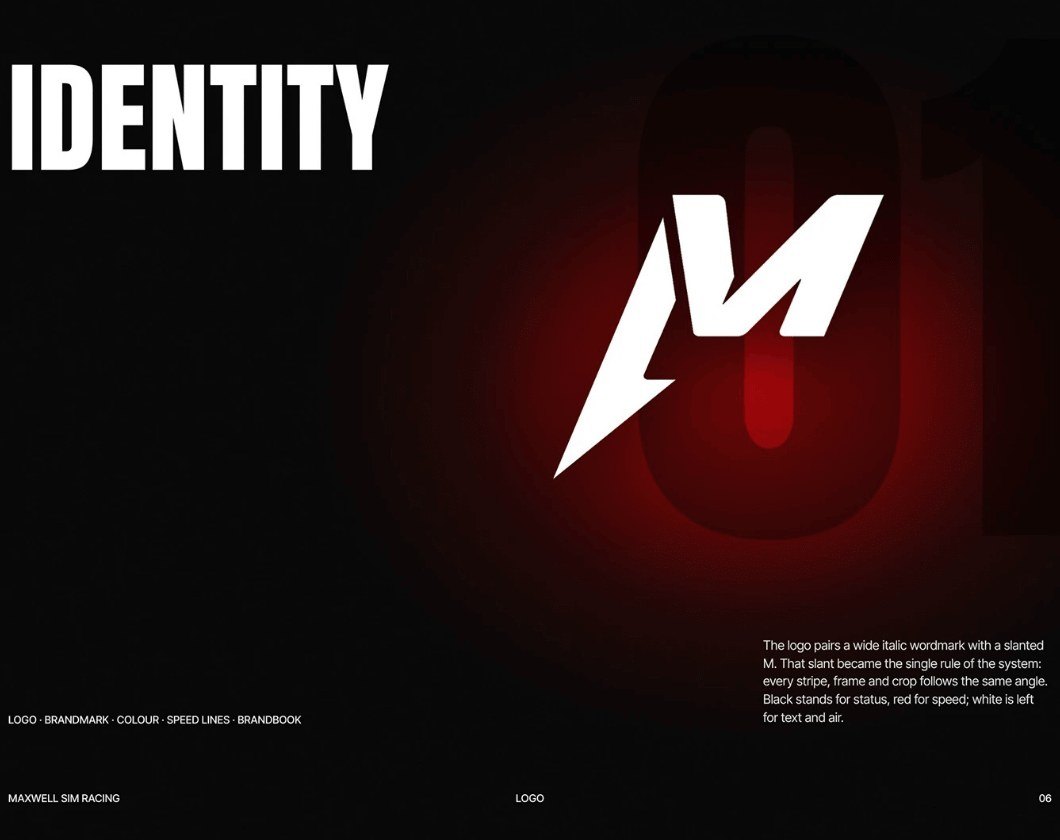 IDENTITY
01
M
The logo pairs a wide italic wordmark with a slanted
M. That slant became the single rule of the system:
every stripe, frame and crop follows the same angle.
Black stands for status, red for speed; white is left
for text and air.
LOGO · BRANDMARK · COLOUR · SPEED LINES · BRANDBOOK
MAXWELL SIM RACING
LOGO
06